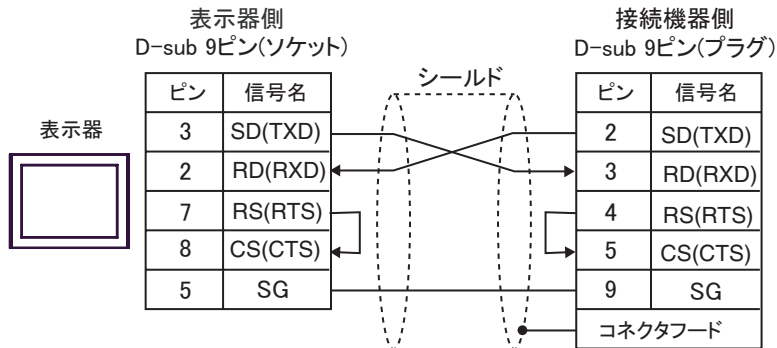 表示器側
D-sub 9ピン(ソケット)
接続機器側
D-sub 9ピン(プラグ)
シールド
表示器
ピン 信号名
3 SD(TXD)
2 RD(RXD)
7 RS(RTS)
8 CS(CTS)
5 SG
ピン 信号名
2 SD(TXD)
3 RD(RXD)
4 RS(RTS)
5 CS(CTS)
9 SG
コネクタフード